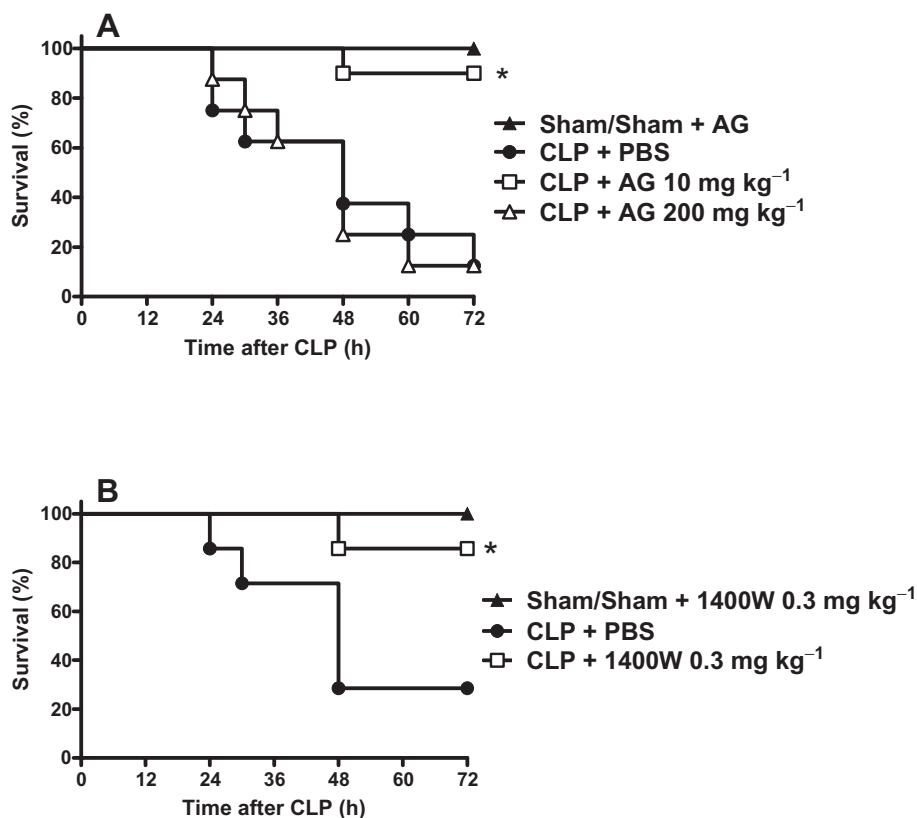 A
100
80
60
40
20
0
Survival (%)
0 12 24 36 48 60 72
Time after CLP (h)
*
Sham/Sham + AG
CLP + PBS
CLP + AG 10 mg kg⁻¹
CLP + AG 200 mg kg⁻¹
B
100
80
60
40
20
0
Survival (%)
0 12 24 36 48 60 72
Time after CLP (h)
*
Sham/Sham + 1400W 0.3 mg kg⁻¹
CLP + PBS
CLP + 1400W 0.3 mg kg⁻¹